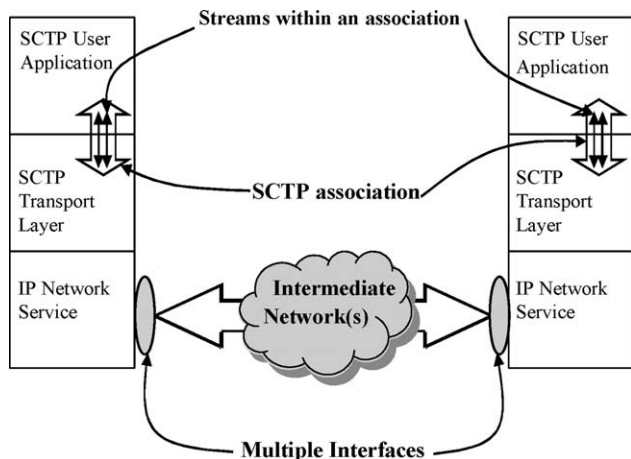 Streams within an association
SCTP User
Application
SCTP User
Application
SCTP
Transport
Layer
SCTP association
SCTP
Transport
Layer
IP Network
Service
Intermediate
Network(s)
IP Network
Service
Multiple Interfaces